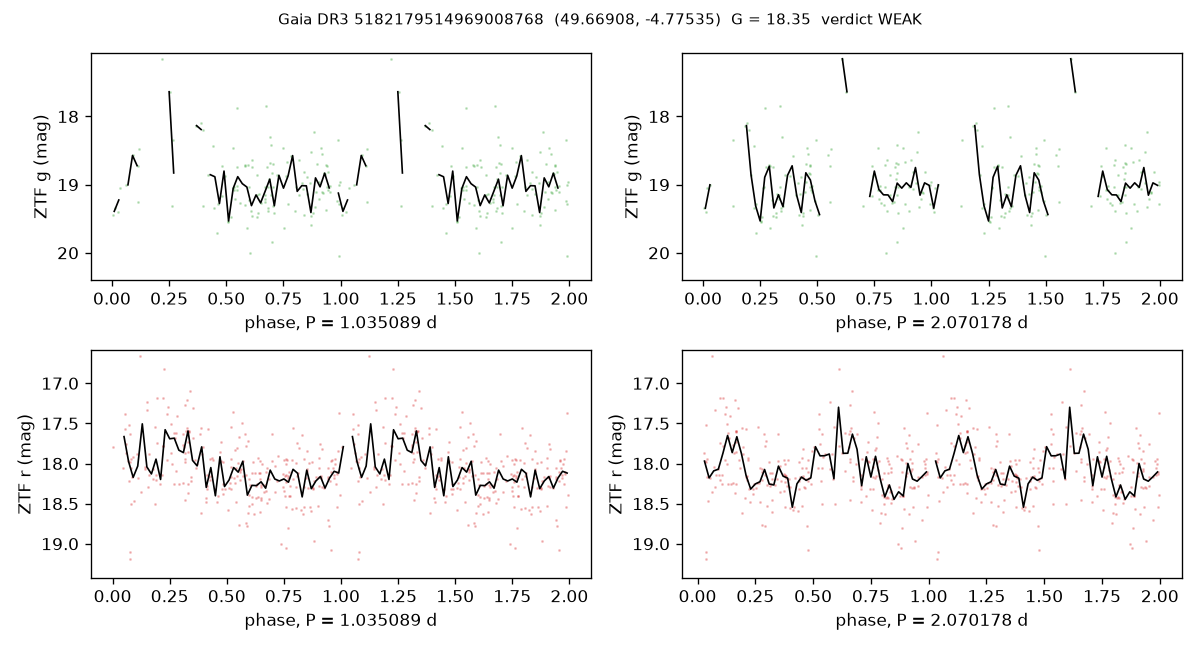 Gaia DR3 5182179514969008768 (49.66908, -4.77535) G = 18.35 verdict WEAK
ZTF g (mag)
18
19
20
0.00 0.25 0.50 0.75 1.00 1.25 1.50 1.75 2.00
phase, P = 1.035089 d
ZTF g (mag)
18
19
20
0.00 0.25 0.50 0.75 1.00 1.25 1.50 1.75 2.00
phase, P = 2.070178 d
ZTF r (mag)
17.0
17.5
18.0
18.5
19.0
0.00 0.25 0.50 0.75 1.00 1.25 1.50 1.75 2.00
phase, P = 1.035089 d
ZTF r (mag)
17.0
17.5
18.0
18.5
19.0
0.00 0.25 0.50 0.75 1.00 1.25 1.50 1.75 2.00
phase, P = 2.070178 d